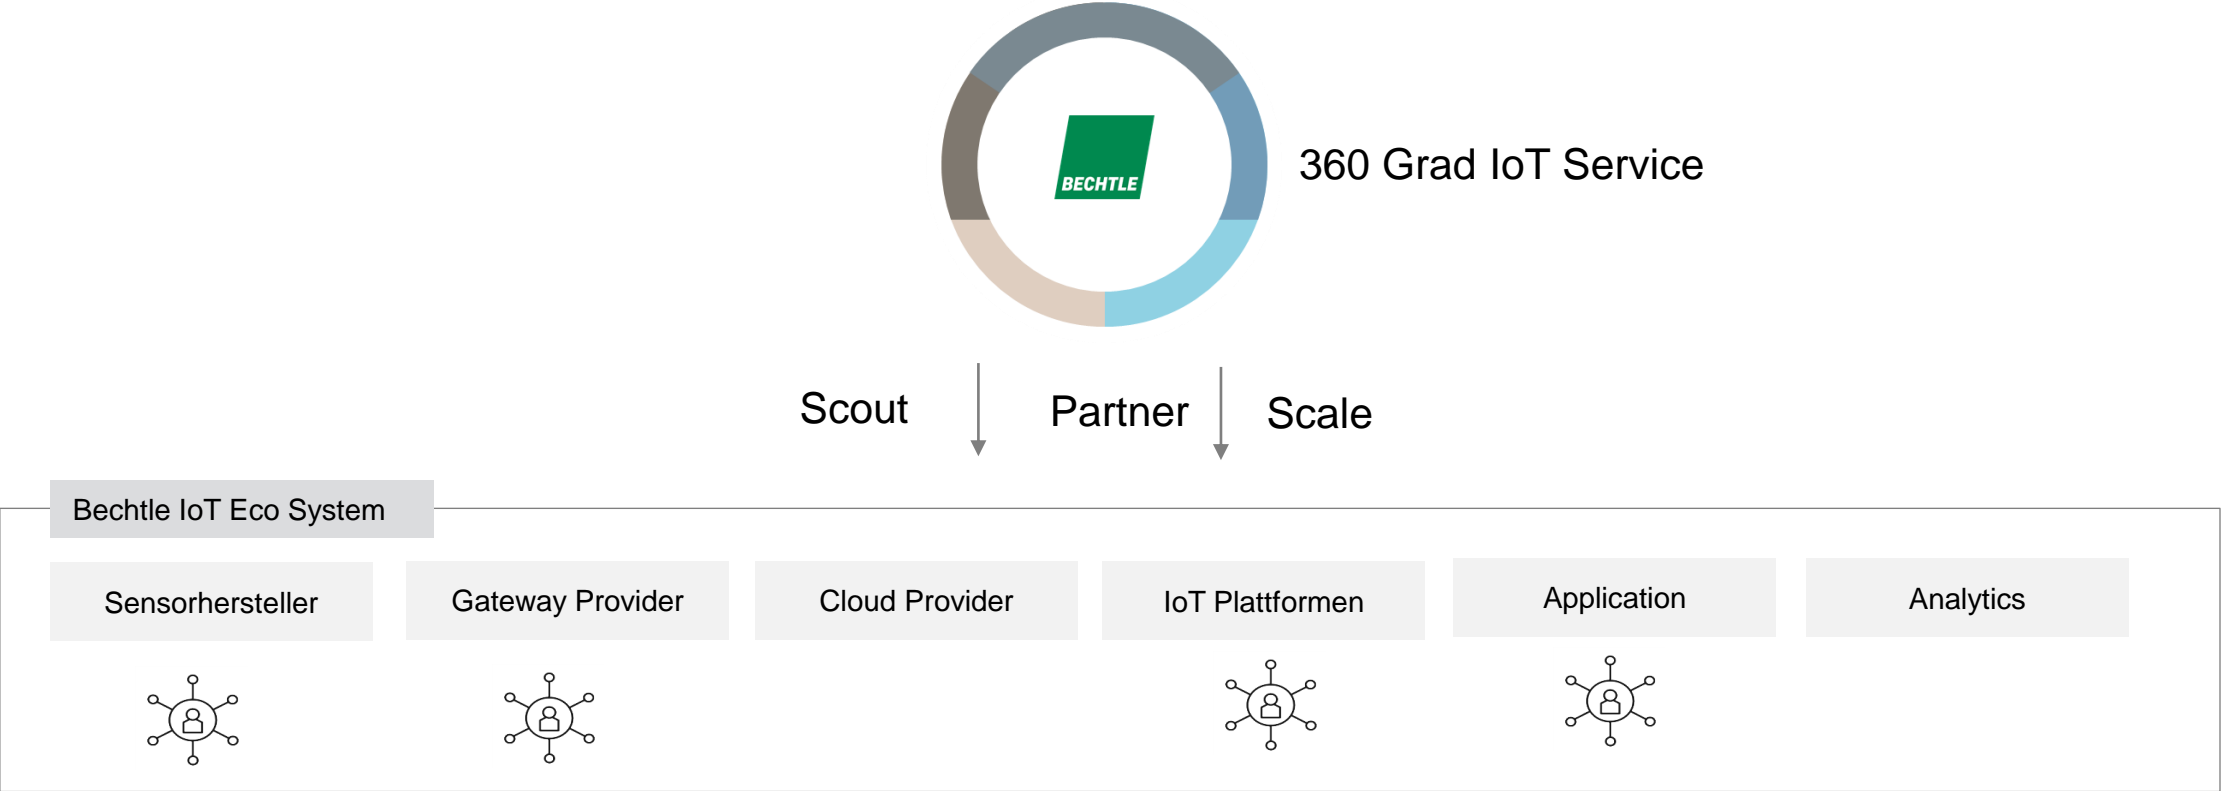 BECHTLE
360 Grad IoT Service
Scout
Partner
Scale
Bechtle IoT Eco System
Sensorhersteller
Gateway Provider
Cloud Provider
IoT Plattformen
Application
Analytics